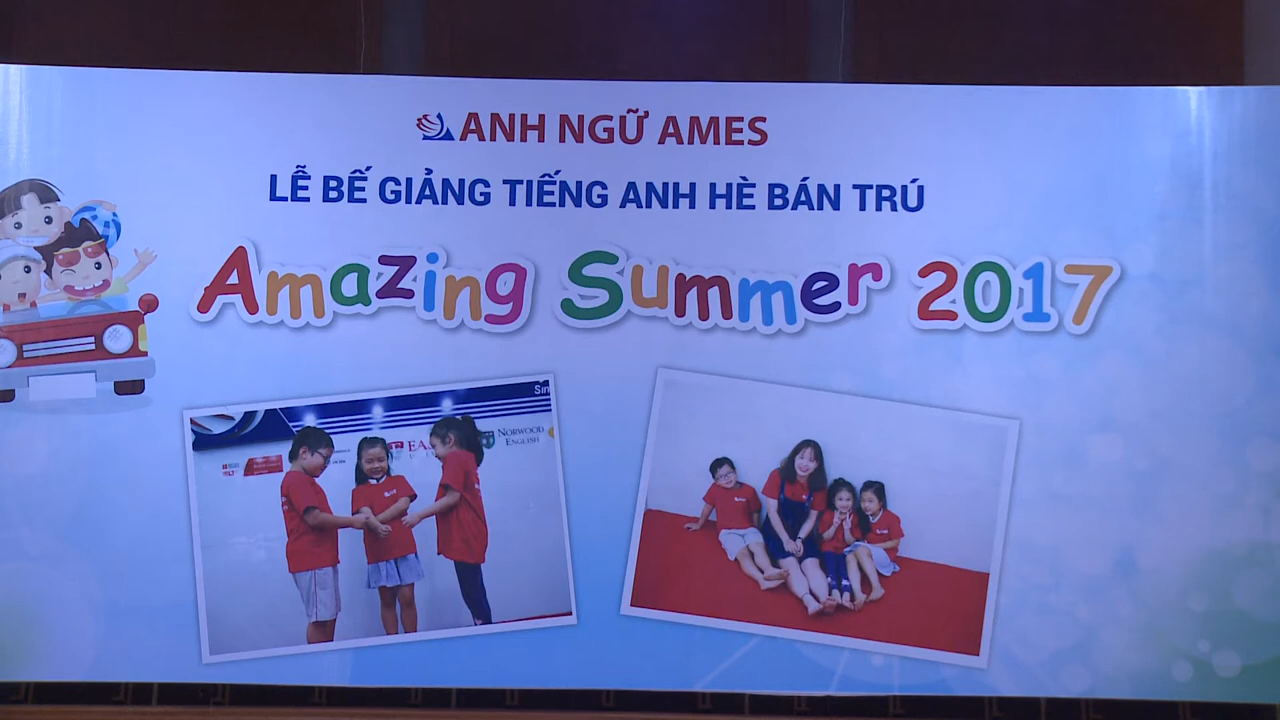 ANH NGỮ AMES
LỄ BẾ GIẢNG TIẾNG ANH HÈ BÁN TRÚ
Amazing Summer 2017
NORWOOD
ENGLISH